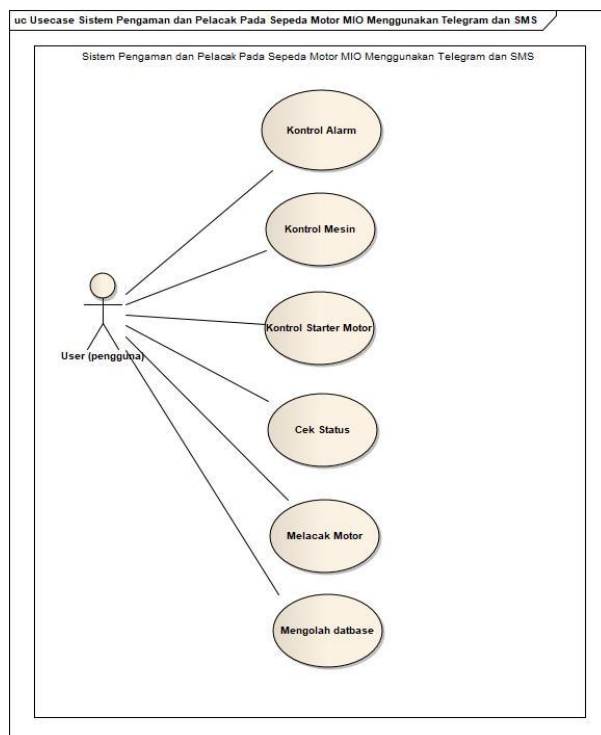 uc Usecase Sistem Pengaman dan Pelacak Pada Sepeda Motor MIO Menggunakan Telegram dan SMS
Sistem Pengaman dan Pelacak Pada Sepeda Motor MIO Menggunakan Telegram dan SMS
Kontrol Alarm
Kontrol Mesin
Kontrol Starter Motor
User (pengguna)
Cek Status
Melacak Motor
Mengolah datbase